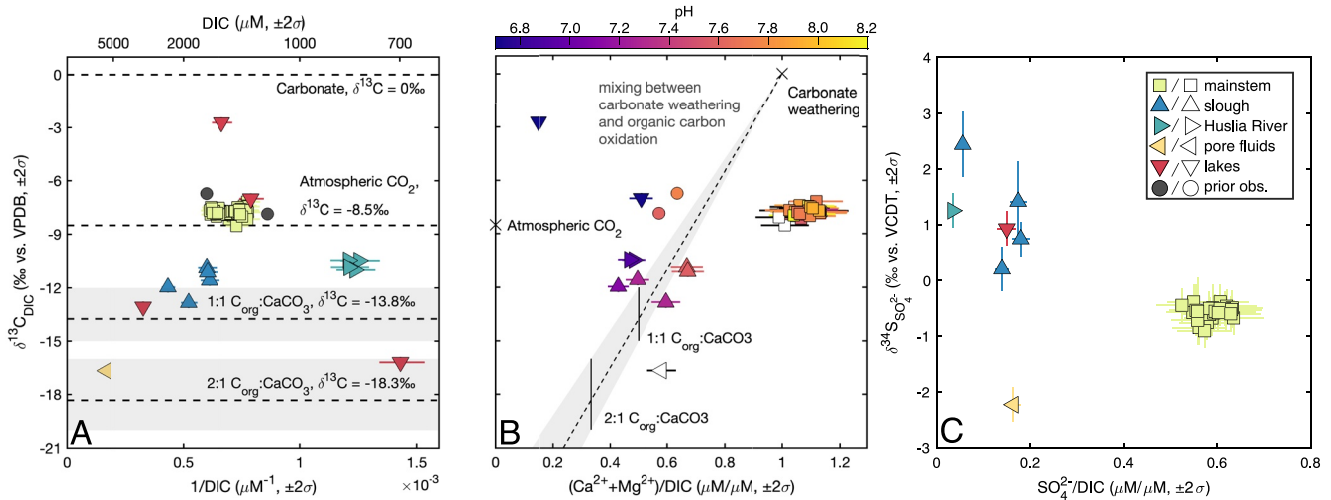 DIC (μM, ±2σ)
5000 2000 1000 700
0
-3
-6
-9
-12
-15
-18
-21
δ¹³C_DIC (‰ vs. VPDB, ±2σ)
Carbonate, δ¹³C = 0‰
Atmospheric CO₂,
δ¹³C = -8.5‰
1:1 C_org:CaCO₃, δ¹³C = -13.8‰
2:1 C_org:CaCO₃, δ¹³C = -18.3‰
A
0 0.5 1 1.5
1/DIC (μM⁻¹, ±2σ)
×10⁻³
pH
6.8 7.0 7.2 7.4 7.6 7.8 8.0 8.2
mixing between
carbonate weathering
and organic carbon
oxidation
Carbonate
weathering
Atmospheric CO₂
1:1 C_org:CaCO3
2:1 C_org:CaCO3
B
0 0.2 0.4 0.6 0.8 1 1.2
(Ca²⁺+Mg²⁺)/DIC (μM/μM, ±2σ)
4
3
2
1
0
-1
-2
-3
δ³⁴S_SO₄²⁻ (‰ vs. VCDT, ±2σ)
/ mainstem
/ slough
/ Huslia River
/ pore fluids
/ lakes
/ prior obs.
C
0 0.2 0.4 0.6 0.8
SO₄²⁻/DIC (μM/μM, ±2σ)